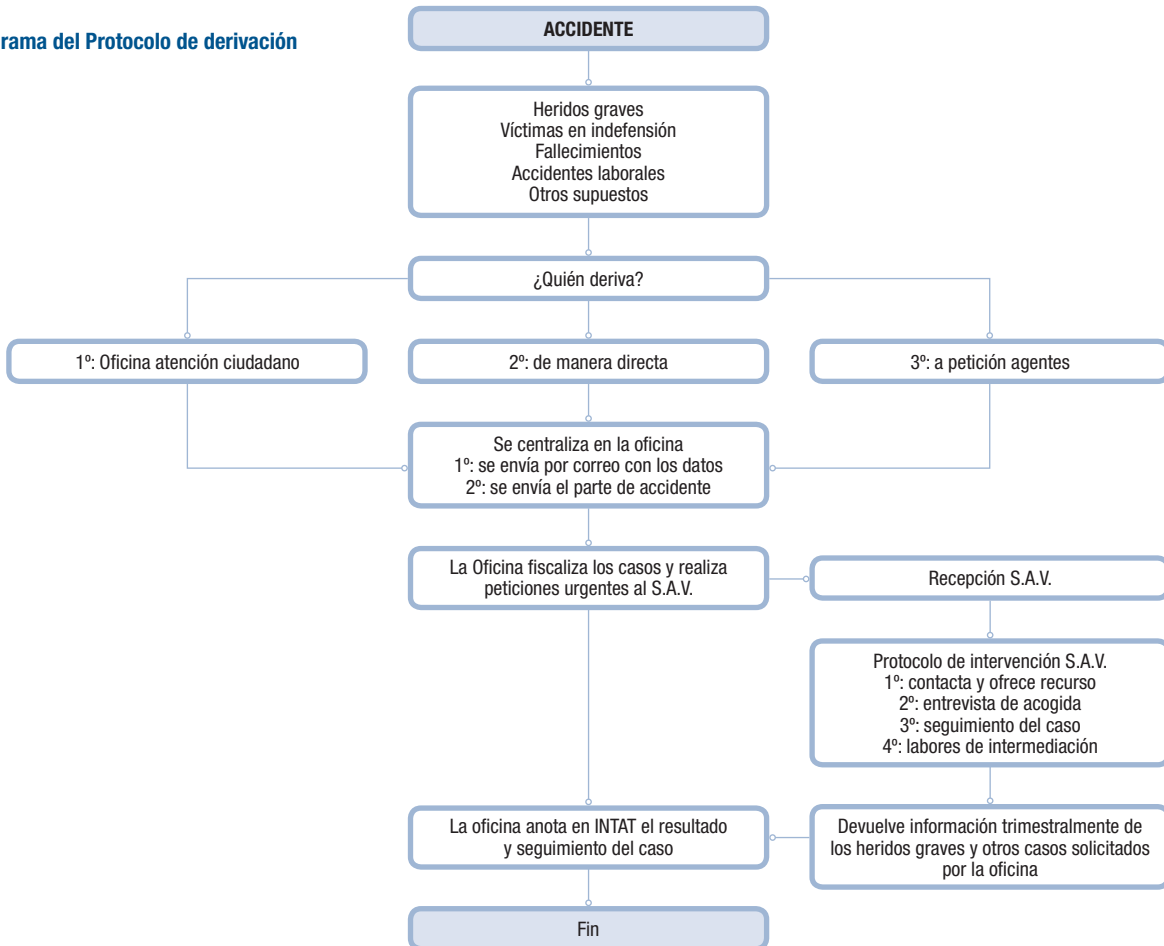 rama del Protocolo de derivación
ACCIDENTE
Heridos graves
Víctimas en indefensión
Fallecimientos
Accidentes laborales
Otros supuestos
¿Quién deriva?
1º: Oficina atención ciudadano
2º: de manera directa
3º: a petición agentes
Se centraliza en la oficina
1º: se envía por correo con los datos
2º: se envía el parte de accidente
La Oficina fiscaliza los casos y realiza
peticiones urgentes al S.A.V.
Recepción S.A.V.
Protocolo de intervención S.A.V.
1º: contacta y ofrece recurso
2º: entrevista de acogida
3º: seguimiento del caso
4º: labores de intermediación
La oficina anota en INTAT el resultado
y seguimiento del caso
Devuelve información trimestralmente de
los heridos graves y otros casos solicitados
por la oficina
Fin